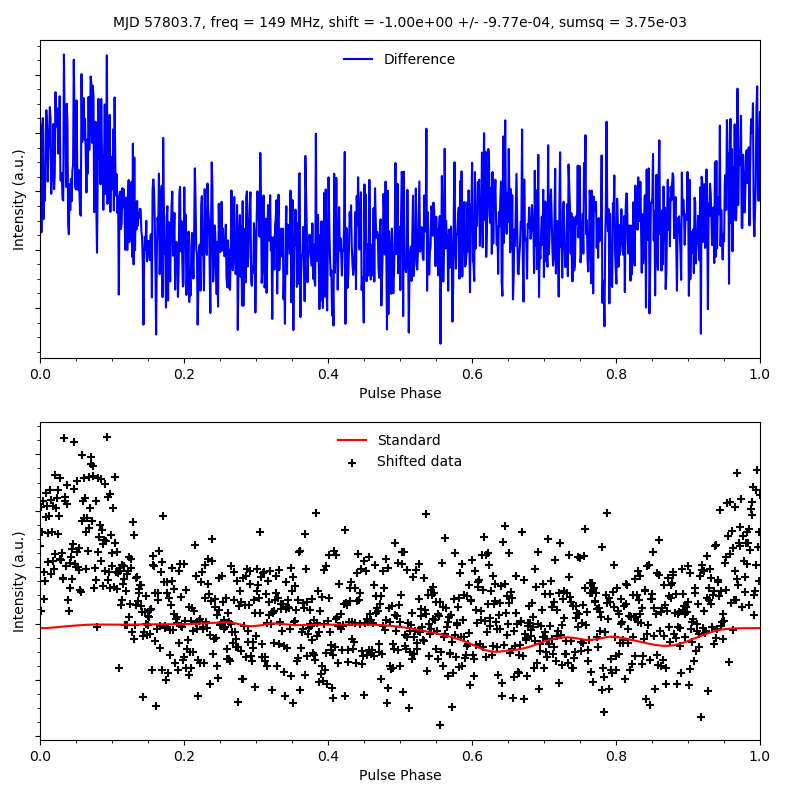 MJD 57803.7, freq = 149 MHz, shift = -1.00e+00 +/- -9.77e-04, sumsq = 3.75e-03
Difference
Intensity (a.u.)
0.0 0.2 0.4 0.6 0.8 1.0
Pulse Phase
Standard
Shifted data
Intensity (a.u.)
0.0 0.2 0.4 0.6 0.8 1.0
Pulse Phase